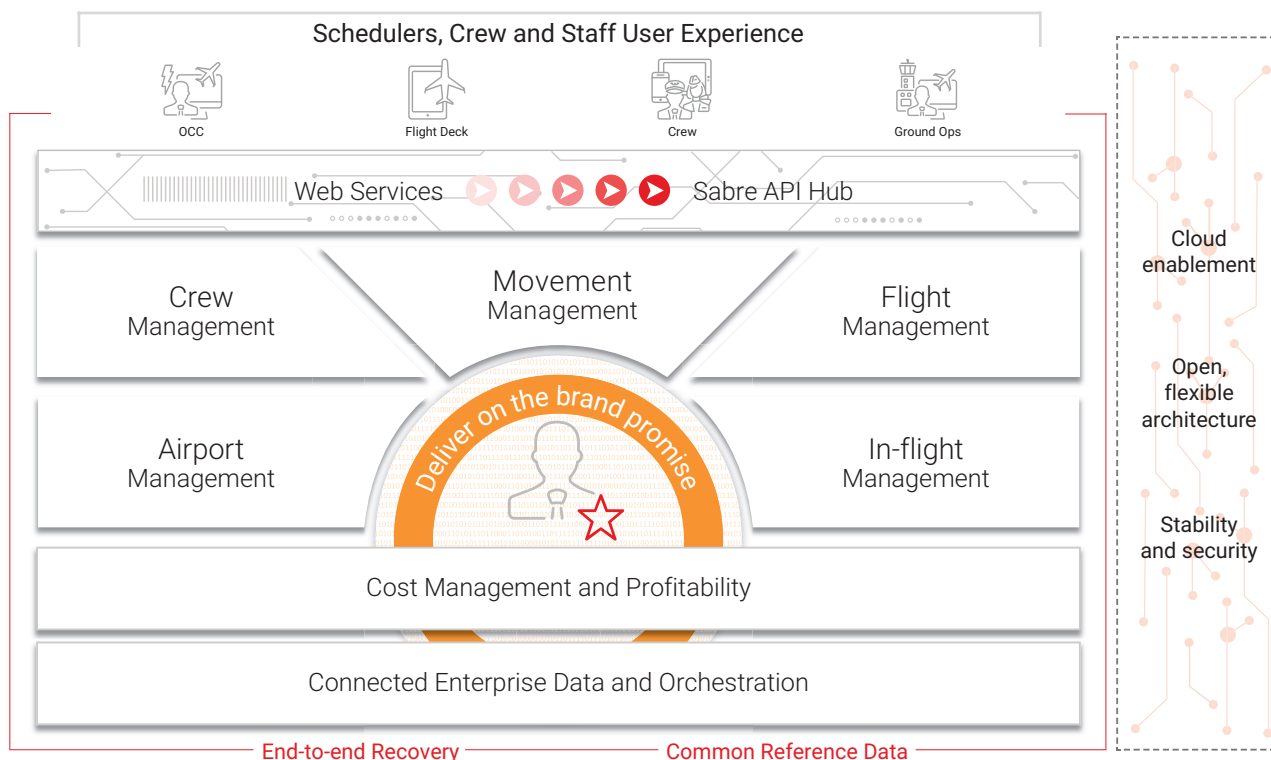 Schedulers, Crew and Staff User Experience
OCC
Flight Deck
Crew
Ground Ops
Web Services
Sabre API Hub
Crew
Management
Movement
Management
Flight
Management
Airport
Management
Deliver on the brand promise
In-flight
Management
Cost Management and Profitability
Connected Enterprise Data and Orchestration
End-to-end Recovery
Common Reference Data
Cloud
enablement
Open,
flexible
architecture
Stability
and security